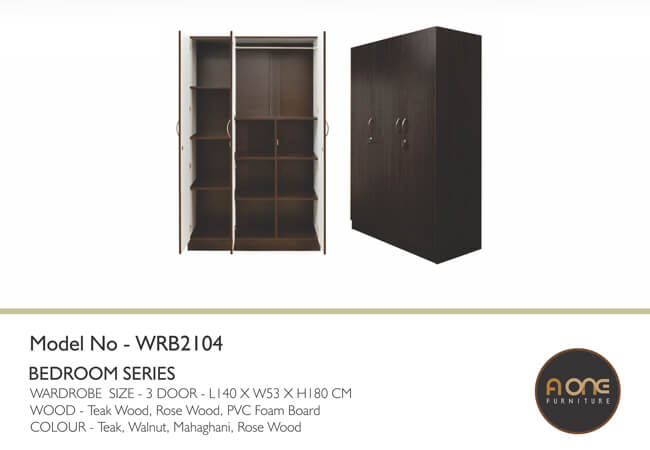 Model No - WRB2104
BEDROOM SERIES
WARDROBE SIZE - 3 DOOR - L140 X W53 X H180 CM
WOOD - Teak Wood, Rose Wood, PVC Foam Board
COLOUR - Teak, Walnut, Mahaghani, Rose Wood
A ONE
FURNITURE